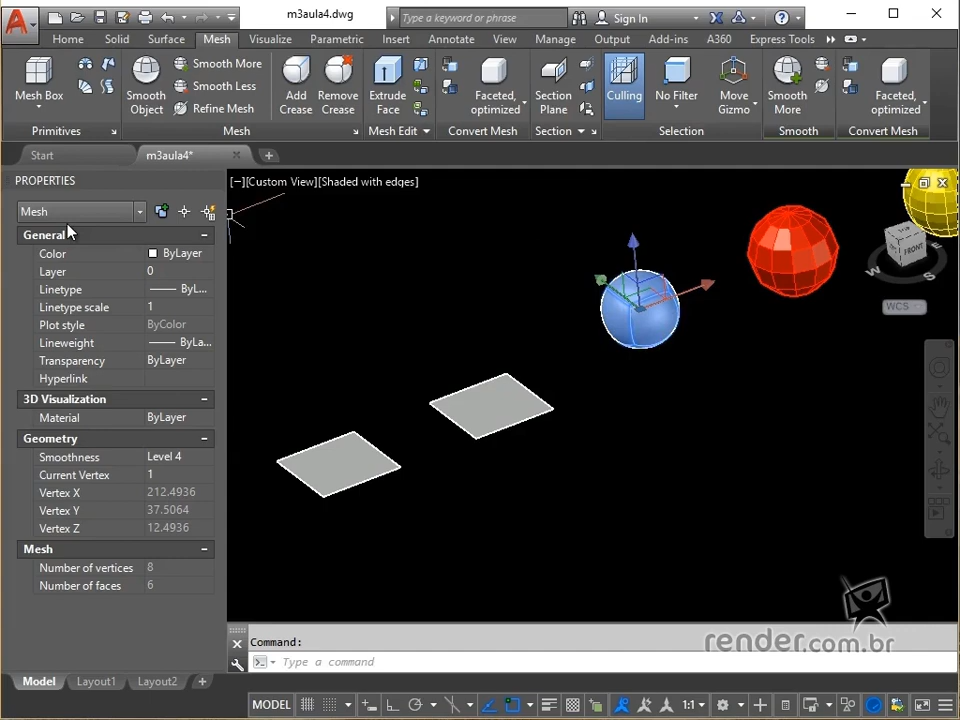 m3aula4.dwg
Type a keyword or phrase
Sign In
Home Solid Surface Mesh Visualize Parametric Insert Annotate View Manage Output Add-ins A360 Express Tools
Mesh Box
Smooth Object
Smooth More
Smooth Less
Refine Mesh
Add Crease
Remove Crease
Extrude Face
Faceted, optimized
Section Plane
Culling
No Filter
Move Gizmo
Smooth More
Faceted, optimized
Primitives Mesh Mesh Edit Convert Mesh Section Selection Smooth Convert Mesh
Start m3aula4*
PROPERTIES
[−][Custom View][Shaded with edges]
Mesh
General
Color ByLayer
Layer 0
Linetype ByL...
Linetype scale 1
Plot style ByColor
Lineweight ByLa...
Transparency ByLayer
Hyperlink
3D Visualization
Material ByLayer
Geometry
Smoothness Level 4
Current Vertex 1
Vertex X 212.4936
Vertex Y 37.5064
Vertex Z 12.4936
Mesh
Number of vertices 8
Number of faces 6
FRONT
W S E
WCS
Command:
Type a command
render.com.br
Model Layout1 Layout2
MODEL 1:1